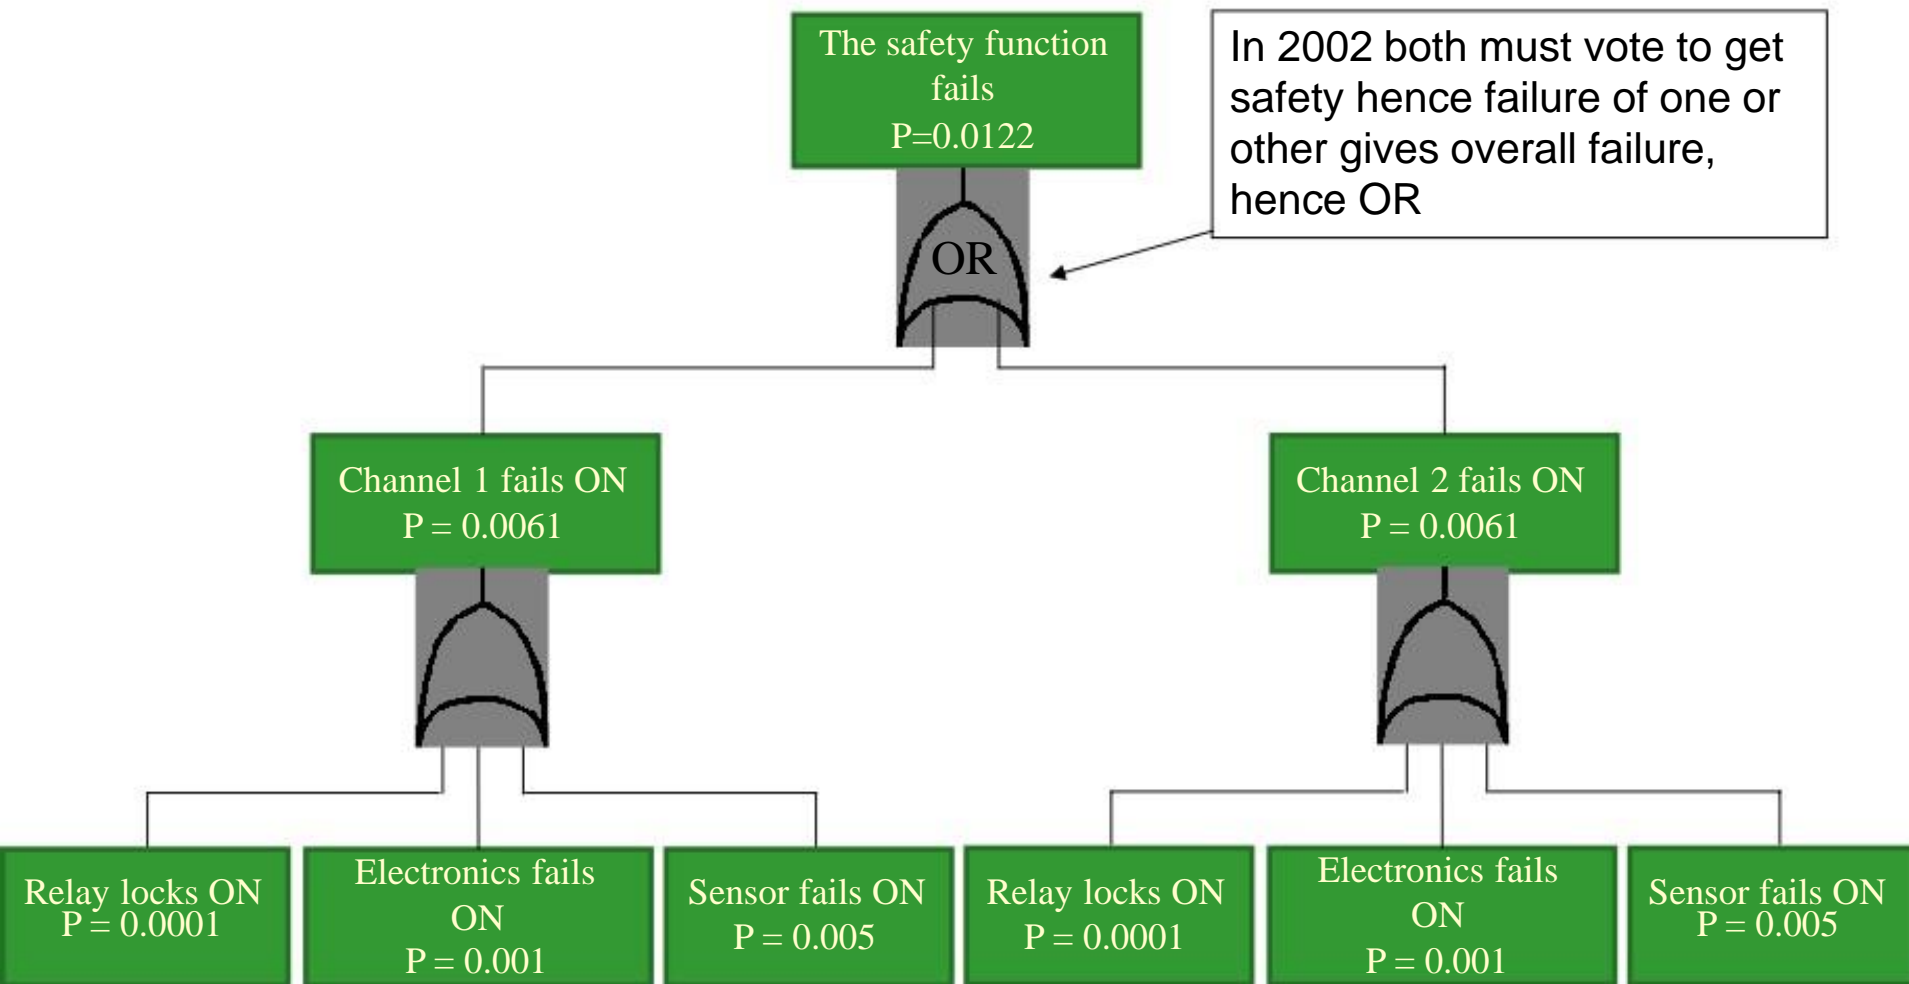 The safety function
fails
P=0.0122
In 2002 both must vote to get
safety hence failure of one or
other gives overall failure,
hence OR
OR
Channel 1 fails ON
P = 0.0061
Channel 2 fails ON
P = 0.0061
Relay locks ON
P = 0.0001
Electronics fails
ON
P = 0.001
Sensor fails ON
P = 0.005
Relay locks ON
P = 0.0001
Electronics fails
ON
P = 0.001
Sensor fails ON
P = 0.005